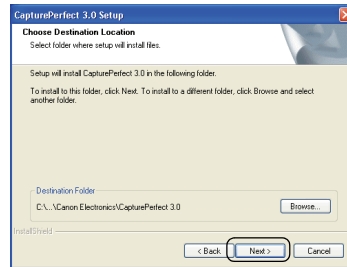 CapturePerfect 3.0 Setup
Choose Destination Location
Select folder where setup will install files.
Setup will install CapturePerfect 3.0 in the following folder.
To install to this folder, click Next. To install to a different folder, click Browse and select
another folder.
Destination Folder
C:\...\Canon Electronics\CapturePerfect 3.0
Browse...
InstallShield
< Back
Next >
Cancel